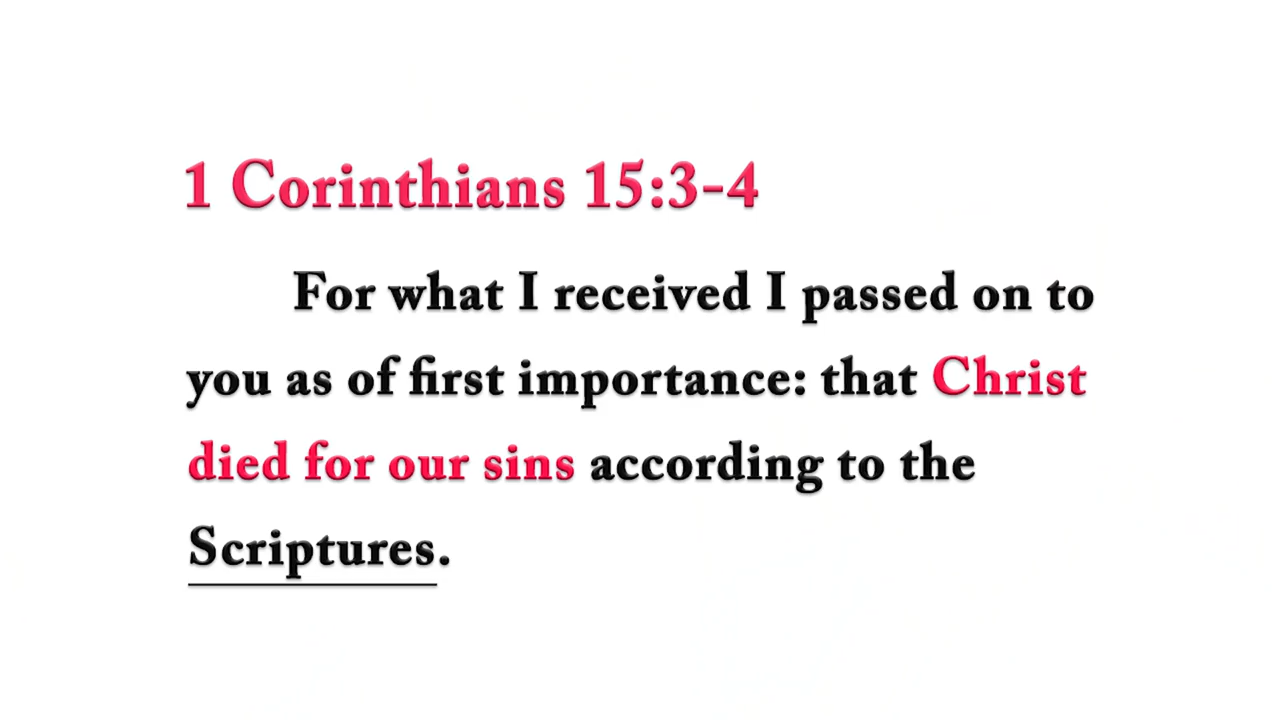 1 Corinthians 15:3-4
For what I received I passed on to
you as of first importance: that Christ
died for our sins according to the
Scriptures.